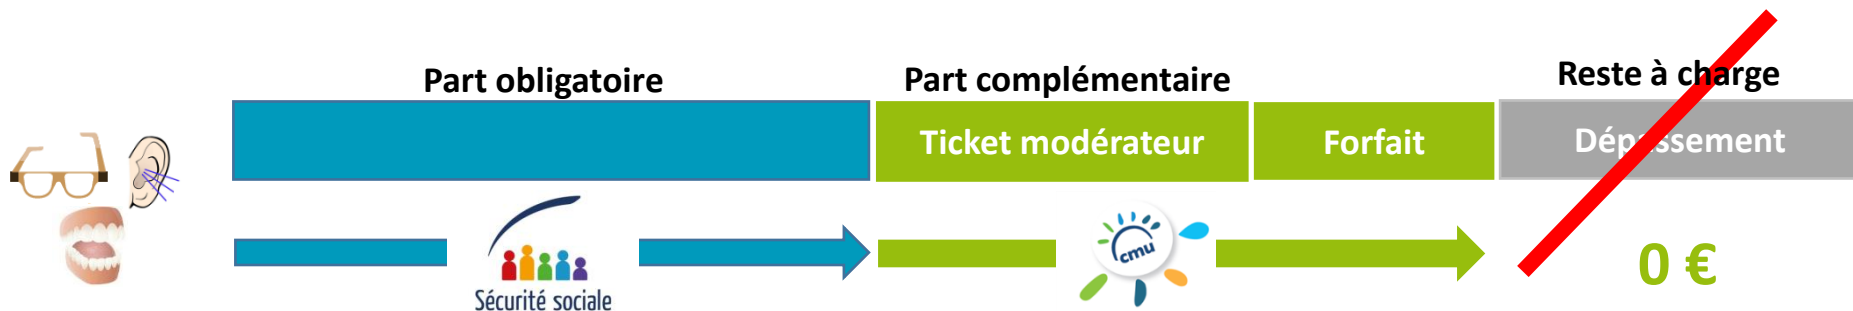 Part obligatoire
Part complémentaire
Reste à charge
Ticket modérateur
Forfait
Dépassement
Sécurité sociale
cmu
0 €